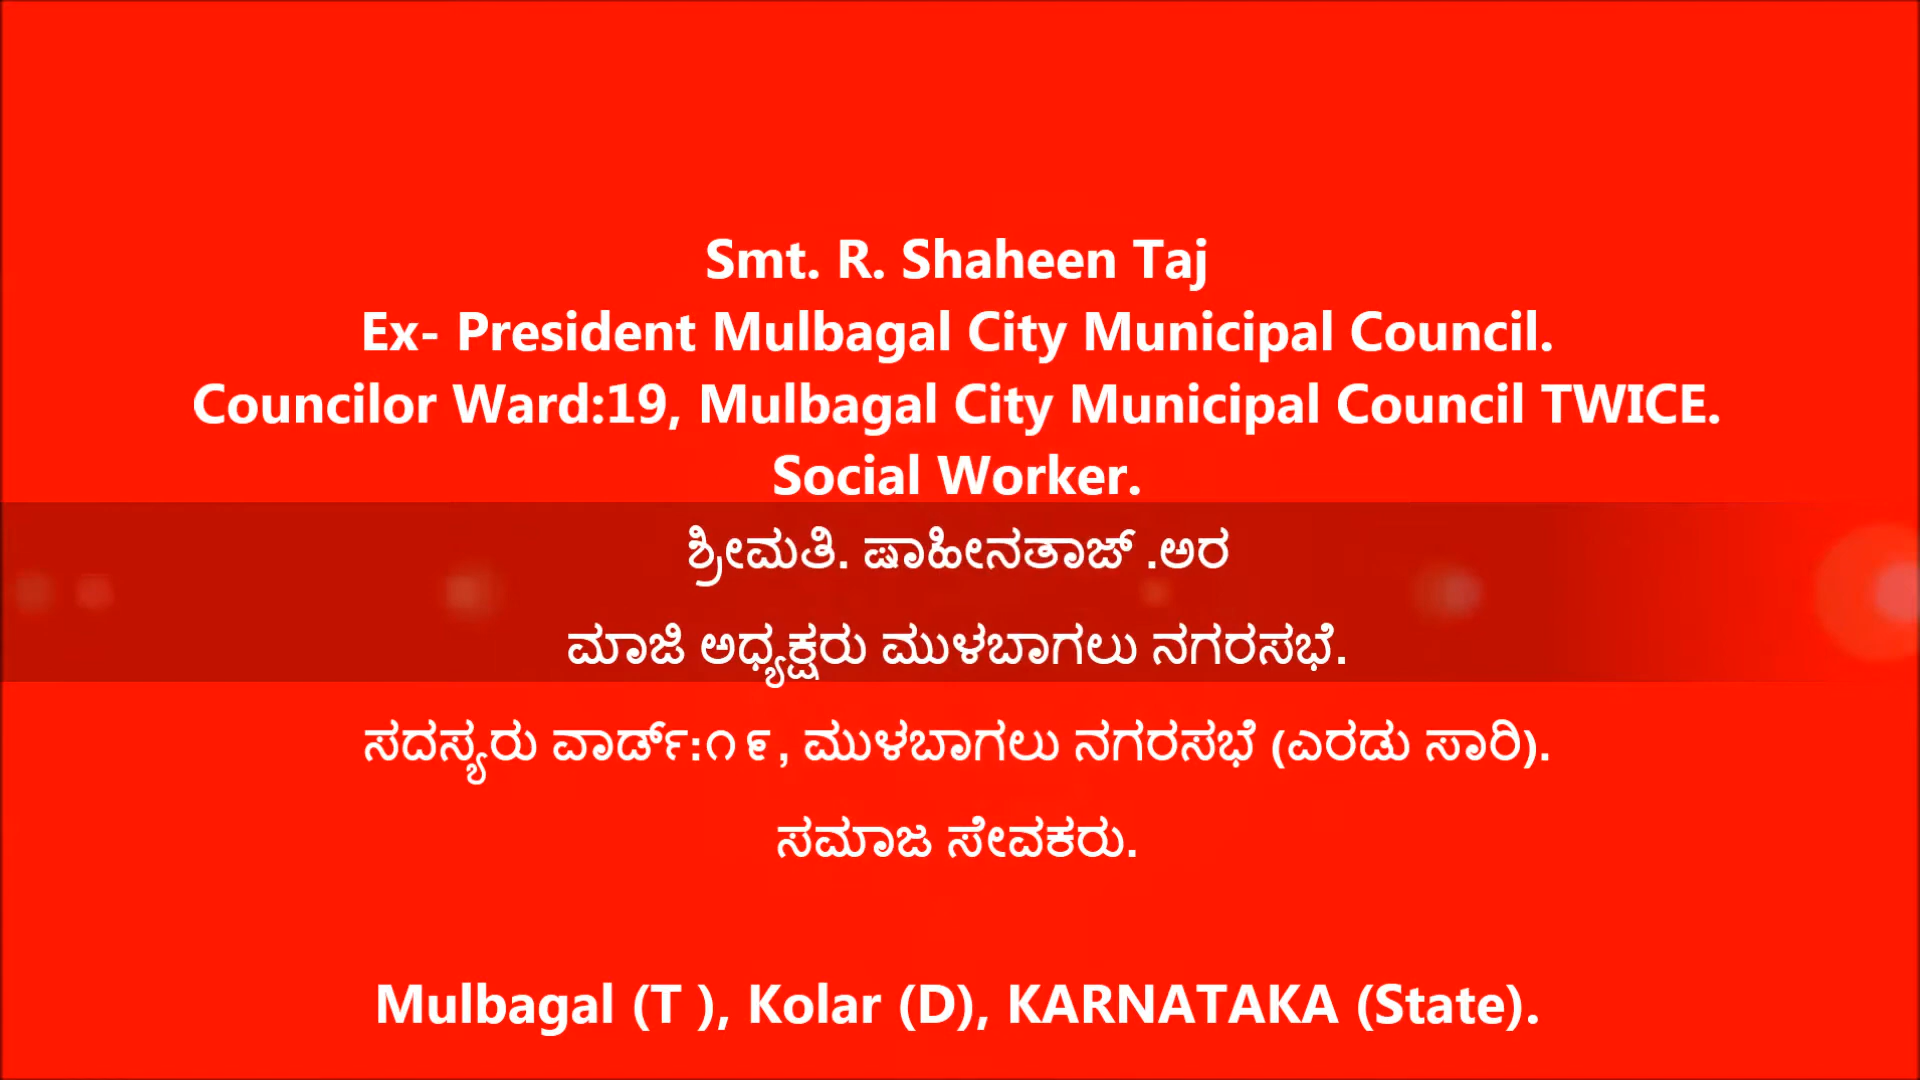 Smt. R. Shaheen Taj
Ex- President Mulbagal City Municipal Council.
Councilor Ward:19, Mulbagal City Municipal Council TWICE.
Social Worker.
ಶ್ರೀಮತಿ. ಷಾಹೀನತಾಜ್ .ಅರ
ಮಾಜಿ ಅಧ್ಯಕ್ಷರು ಮುಳಬಾಗಲು ನಗರಸಭೆ.
ಸದಸ್ಯರು ವಾರ್ಡ್:೧೯, ಮುಳಬಾಗಲು ನಗರಸಭೆ (ಎರಡು ಸಾರಿ).
ಸಮಾಜ ಸೇವಕರು.
Mulbagal (T ), Kolar (D), KARNATAKA (State).